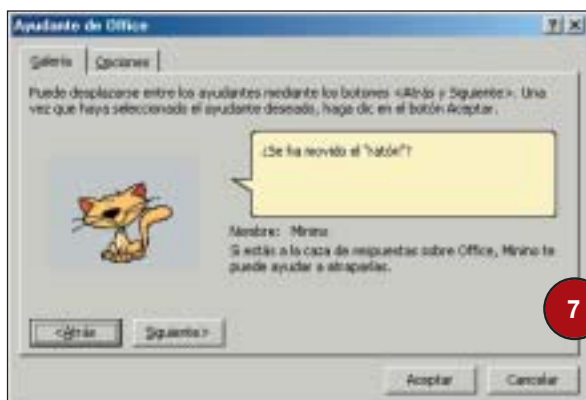 Ayudante de Office
Galería Opciones
Puede desplazarse entre los ayudantes mediante los botones <Atrás y Siguiente>. Una
vez que haya seleccionado el ayudante deseado, haga clic en el botón Aceptar.
¿Se ha movido el "ratón"?
Nombre: Minino
Si estás a la caza de respuestas sobre Office, Minino te
puede ayudar a atraparlas.
7
<Atrás Siguiente>
Aceptar Cancelar